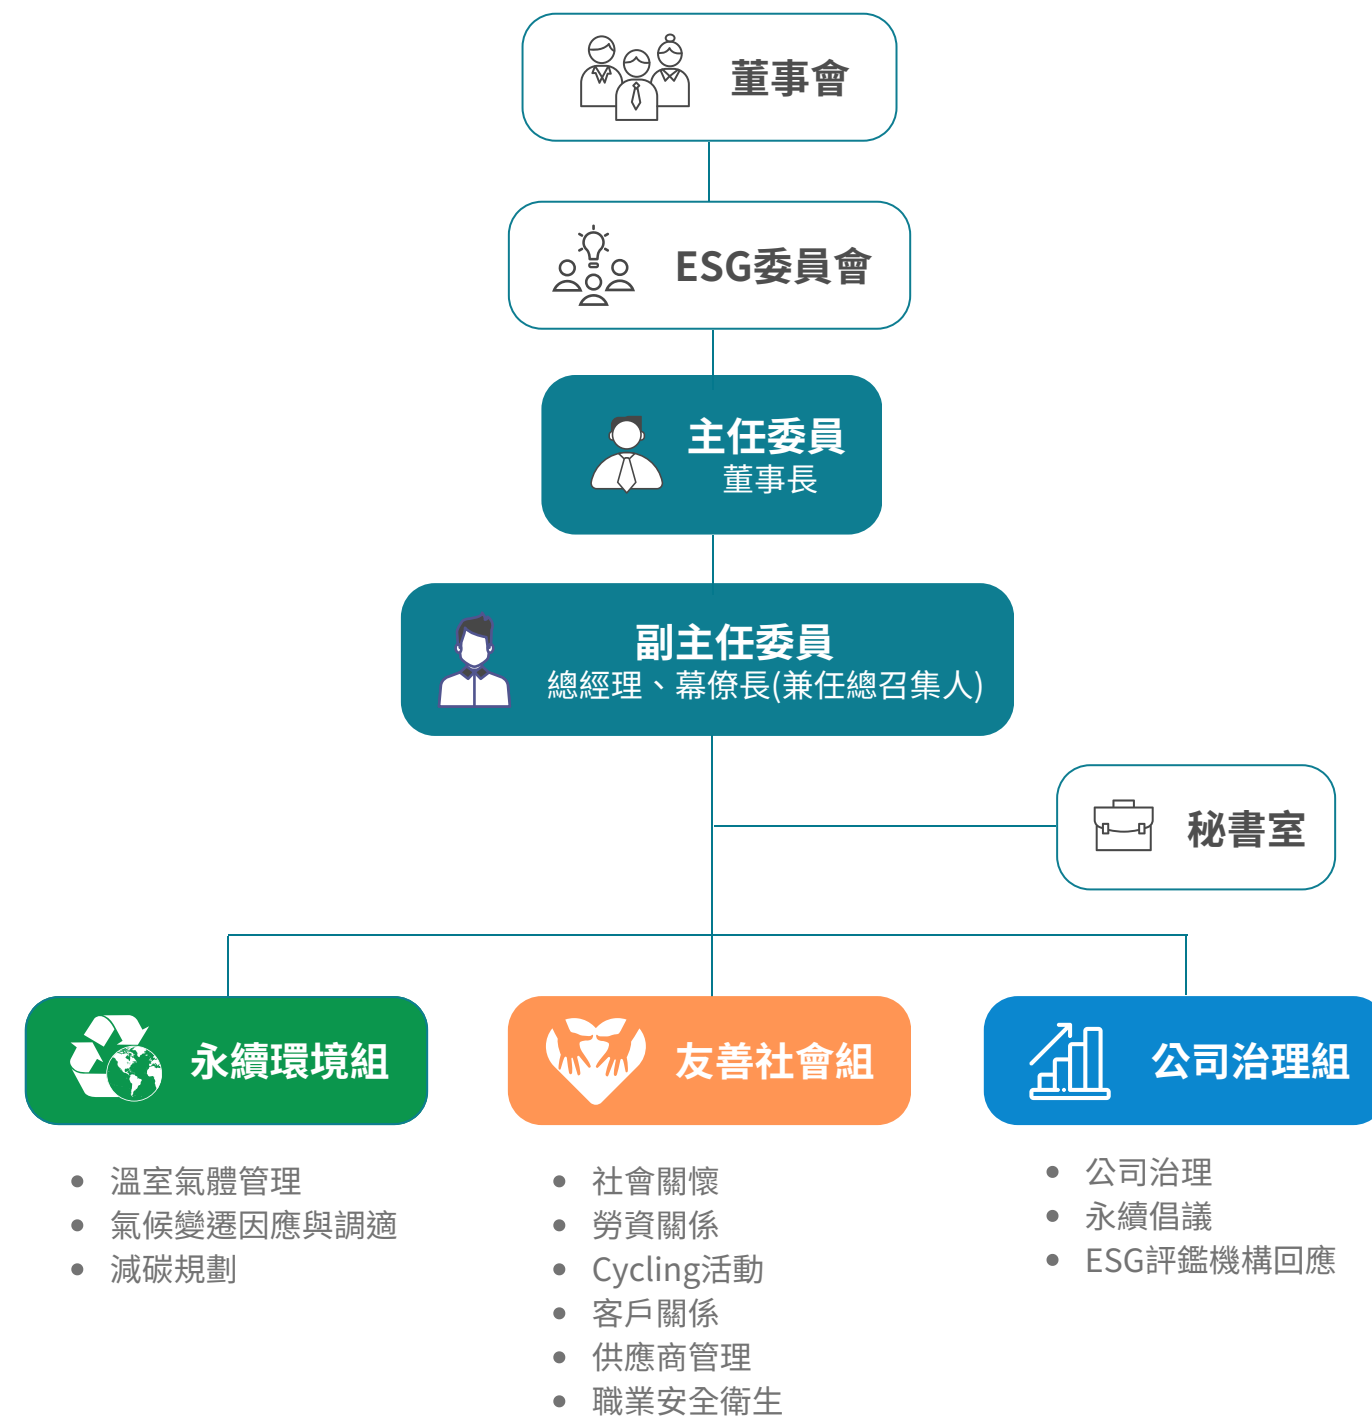 董事會
ESG委員會
主任委員
董事長
副主任委員
總經理、幕僚長(兼任總召集人)
秘書室
永續環境組
溫室氣體管理
氣候變遷因應與調適
減碳規劃
友善社會組
社會關懷
勞資關係
Cycling活動
客戶關係
供應商管理
職業安全衛生
公司治理組
公司治理
永續倡議
ESG評鑑機構回應